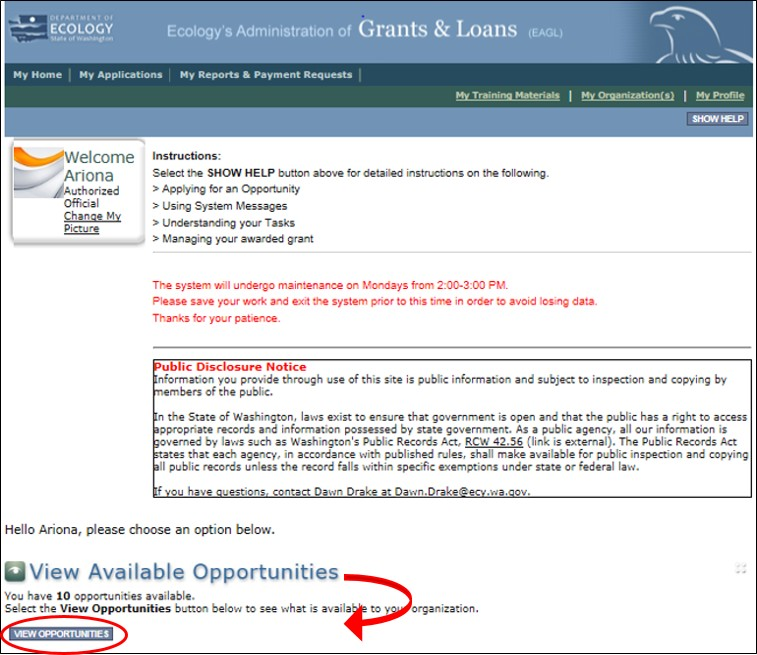 DEPARTMENT OF
ECOLOGY
State of Washington
Ecology's Administration of Grants & Loans (EAGL)
My Home | My Applications | My Reports & Payment Requests |
My Training Materials | My Organization(s) | My Profile
SHOW HELP
Welcome
Ariona
Authorized
Official
Change My
Picture
Instructions:
Select the SHOW HELP button above for detailed instructions on the following.
> Applying for an Opportunity
> Using System Messages
> Understanding your Tasks
> Managing your awarded grant
The system will undergo maintenance on Mondays from 2:00-3:00 PM.
Please save your work and exit the system prior to this time in order to avoid losing data.
Thanks for your patience.
Public Disclosure Notice
Information you provide through use of this site is public information and subject to inspection and copying by
members of the public.
In the State of Washington, laws exist to ensure that government is open and that the public has a right to access
appropriate records and information possessed by state government. As a public agency, all our information is
governed by laws such as Washington's Public Records Act, RCW 42.56 (link is external). The Public Records Act
states that each agency, in accordance with published rules, shall make available for public inspection and copying
all public records unless the record falls within specific exemptions under state or federal law.
If you have questions, contact Dawn Drake at Dawn.Drake@ecy.wa.gov.
Hello Ariona, please choose an option below.
View Available Opportunities
You have 10 opportunities available.
Select the View Opportunities button below to see what is available to your organization.
VIEW OPPORTUNITIES